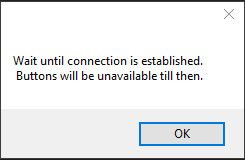 Wait until connection is established.
Buttons will be unavailable till then.
OK